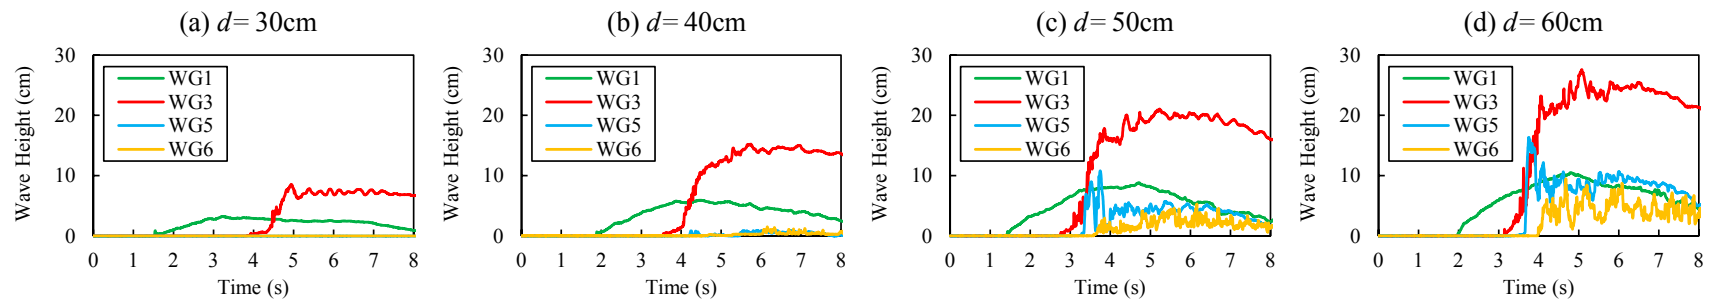 (a) d= 30cm
30
20
10
0
Wave Height (cm)
WG1
WG3
WG5
WG6
0 1 2 3 4 5 6 7 8
Time (s)
(b) d= 40cm
30
20
10
0
Wave Height (cm)
WG1
WG3
WG5
WG6
0 1 2 3 4 5 6 7 8
Time (s)
(c) d= 50cm
30
20
10
0
Wave Height (cm)
WG1
WG3
WG5
WG6
0 1 2 3 4 5 6 7 8
Time (s)
(d) d= 60cm
30
20
10
0
Wave Height (cm)
WG1
WG3
WG5
WG6
0 1 2 3 4 5 6 7 8
Time (s)